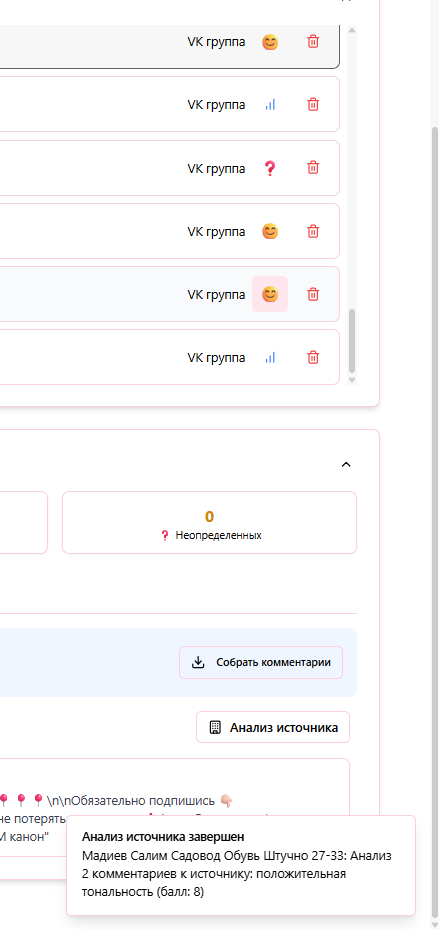 VK группа
VK группа
VK группа
VK группа
VK группа
VK группа
0
Неопределенных
Собрать комментарии
Анализ источника
\n\nОбязательно подпишись
не потерять
М канон"
Анализ источника завершен
Мадиев Салим Садовод Обувь Штучно 27-33: Анализ
2 комментариев к источнику: положительная
тональность (балл: 8)